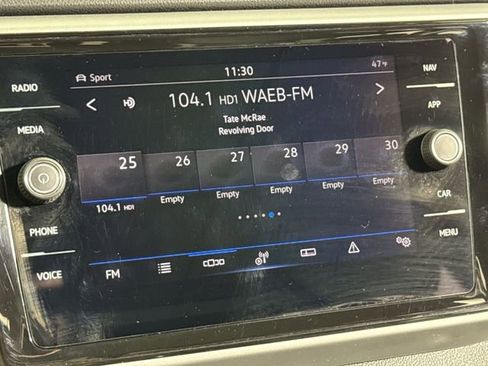 RADIO
MEDIA
PHONE
VOICE
Sport
11:30
47°F
104.1 HD1 WAEB-FM
Tate McRae
Revolving Door
25 26 27 28 29 30
104.1 HD1 Empty Empty Empty Empty Empty
FM
NAV
APP
CAR
MENU